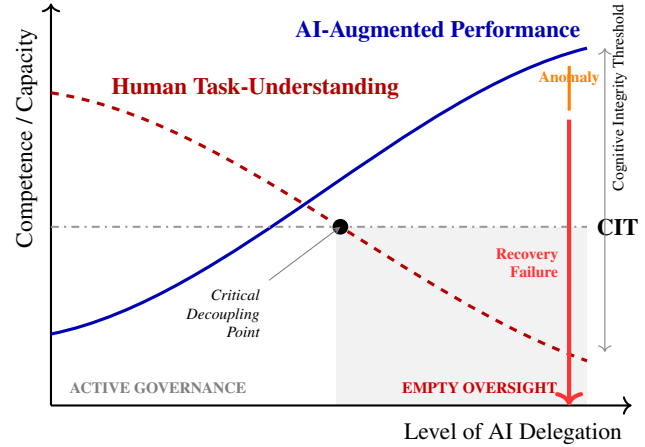 AI-Augmented Performance
Human Task-Understanding
Anomaly
Cognitive Integrity Threshold
Competence / Capacity
CIT
Recovery
Failure
Critical
Decoupling
Point
ACTIVE GOVERNANCE
EMPTY OVERSIGHT
Level of AI Delegation